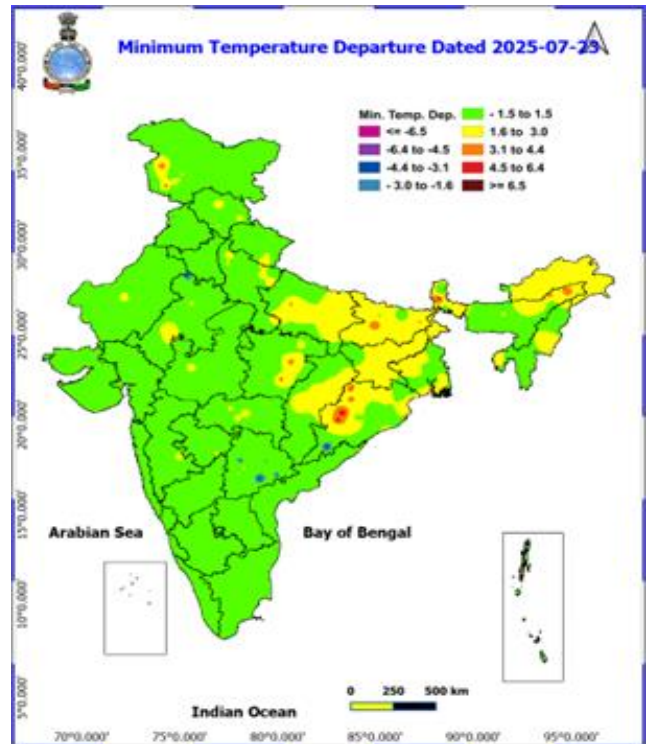 Minimum Temperature Departure Dated 2025-07-23
Min. Temp. Dep.
<= -6.5
-6.4 to -4.5
-4.4 to -3.1
- 3.0 to -1.6
- 1.5 to 1.5
1.6 to 3.0
3.1 to 4.4
4.5 to 6.4
>= 6.5
40°0.000'
35°0.000'
30°0.000'
25°0.000'
20°0.000'
15°0.000'
10°0.000'
5°0.000'
Arabian Sea
Bay of Bengal
Indian Ocean
0 250 500 km
70°0.000' 75°0.000' 80°0.000' 85°0.000' 90°0.000' 95°0.000'